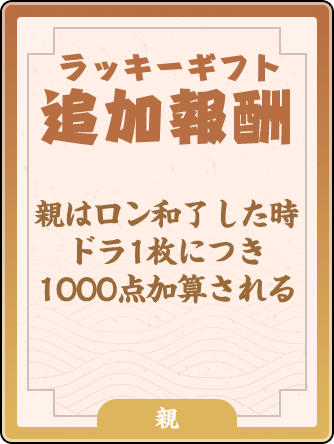 ラッキーギフト
追加報酬
親はロン和了した時
ドラ1枚につき
1000点加算される
親